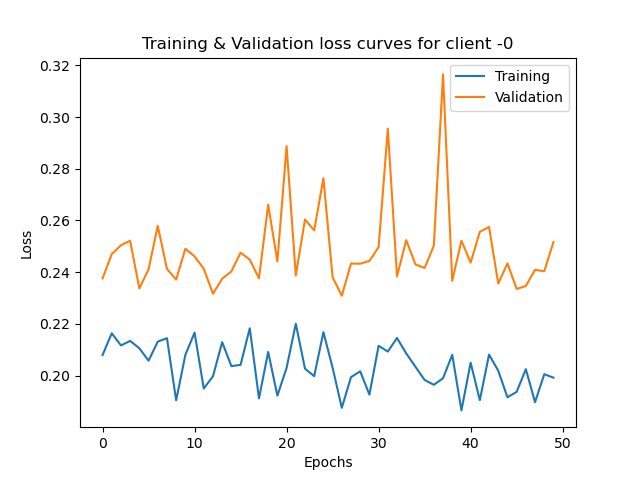 Training & Validation loss curves for client -0
Training
Validation
0.32
0.30
0.28
0.26
0.24
0.22
0.20
Loss
0 10 20 30 40 50
Epochs